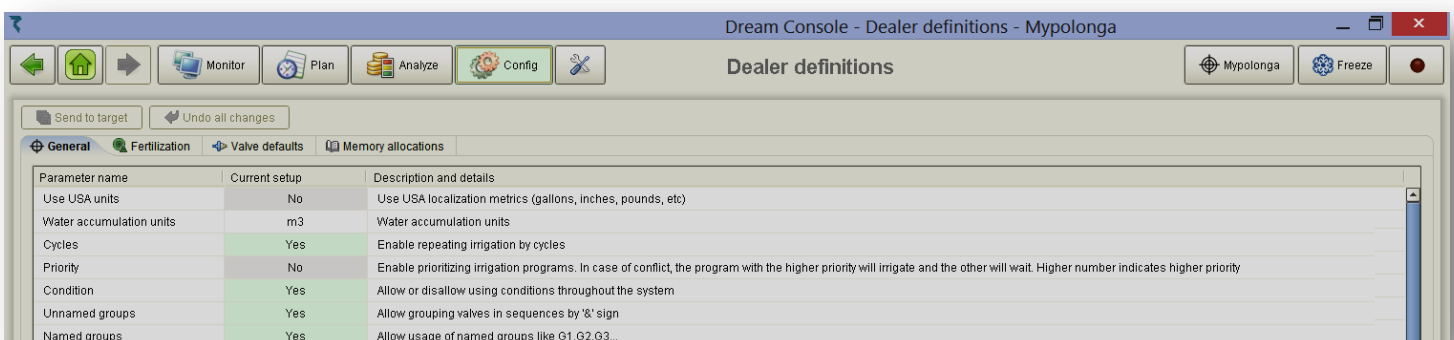 Dream Console - Dealer definitions - Mypolonga
Monitor Plan Analyze Config Dealer definitions Mypolonga Freeze
Send to target Undo all changes
General Fertilization Valve defaults Memory allocations
Parameter name Current setup Description and details
Use USA units No Use USA localization metrics (gallons, inches, pounds, etc)
Water accumulation units m3 Water accumulation units
Cycles Yes Enable repeating irrigation by cycles
Priority No Enable prioritizing irrigation programs. In case of conflict, the program with the higher priority will irrigate and the other will wait. Higher number indicates higher priority
Condition Yes Allow or disallow using conditions throughout the system
Unnamed groups Yes Allow grouping valves in sequences by '&' sign
Named groups Yes Allow usage of named groups like G1,G2,G3...